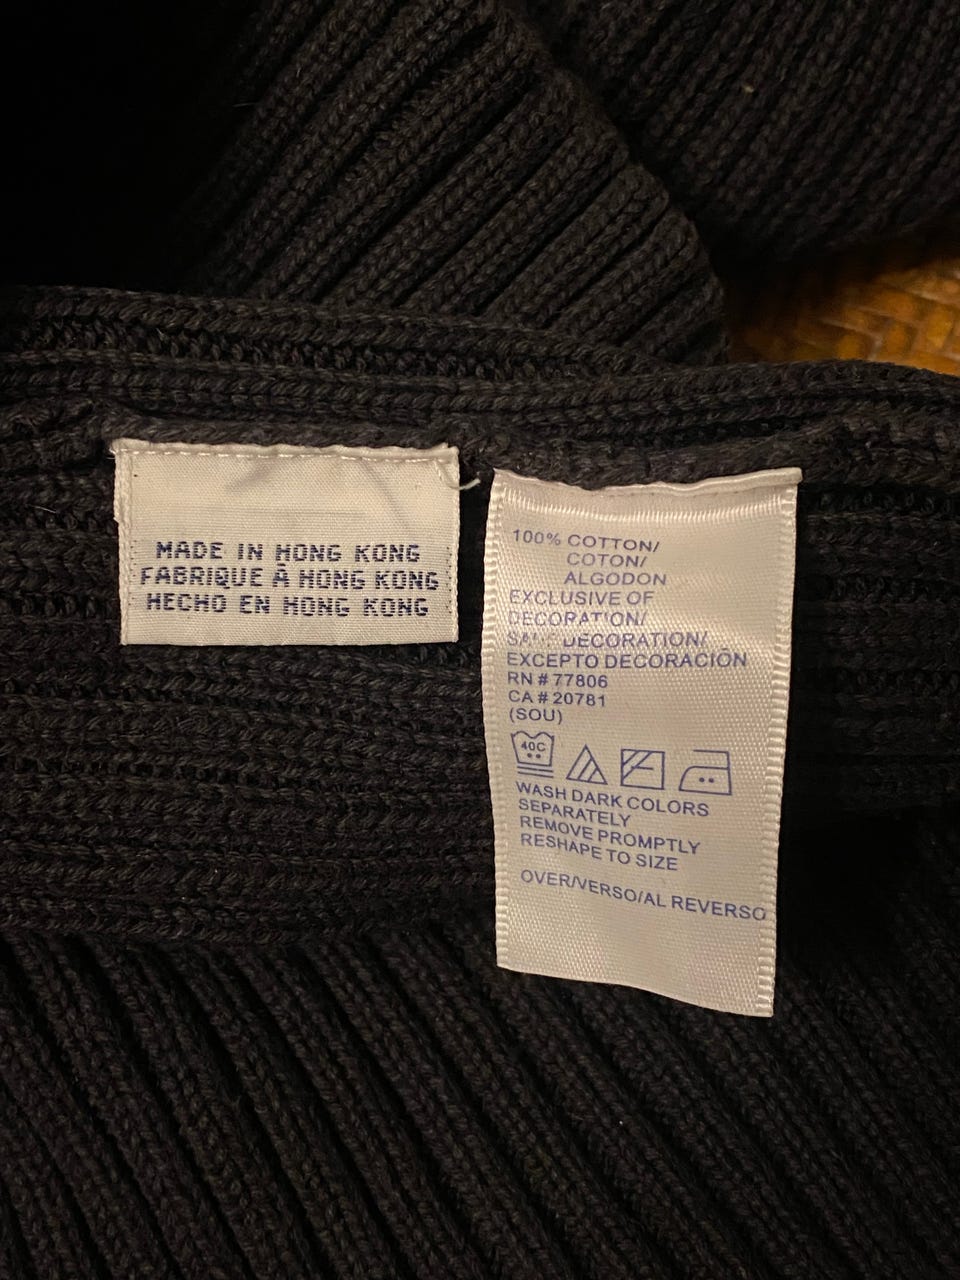 MADE IN HONG KONG
FABRIQUE À HONG KONG
HECHO EN HONG KONG
100% COTTON/
COTON/
ALGODON
EXCLUSIVE OF
DECORATION/
SANS DECORATION/
EXCEPTO DECORACIÓN
RN # 77806
CA # 20781
(SOU)
40C
WASH DARK COLORS
SEPARATELY
REMOVE PROMPTLY
RESHAPE TO SIZE
OVER/VERSO/AL REVERSO